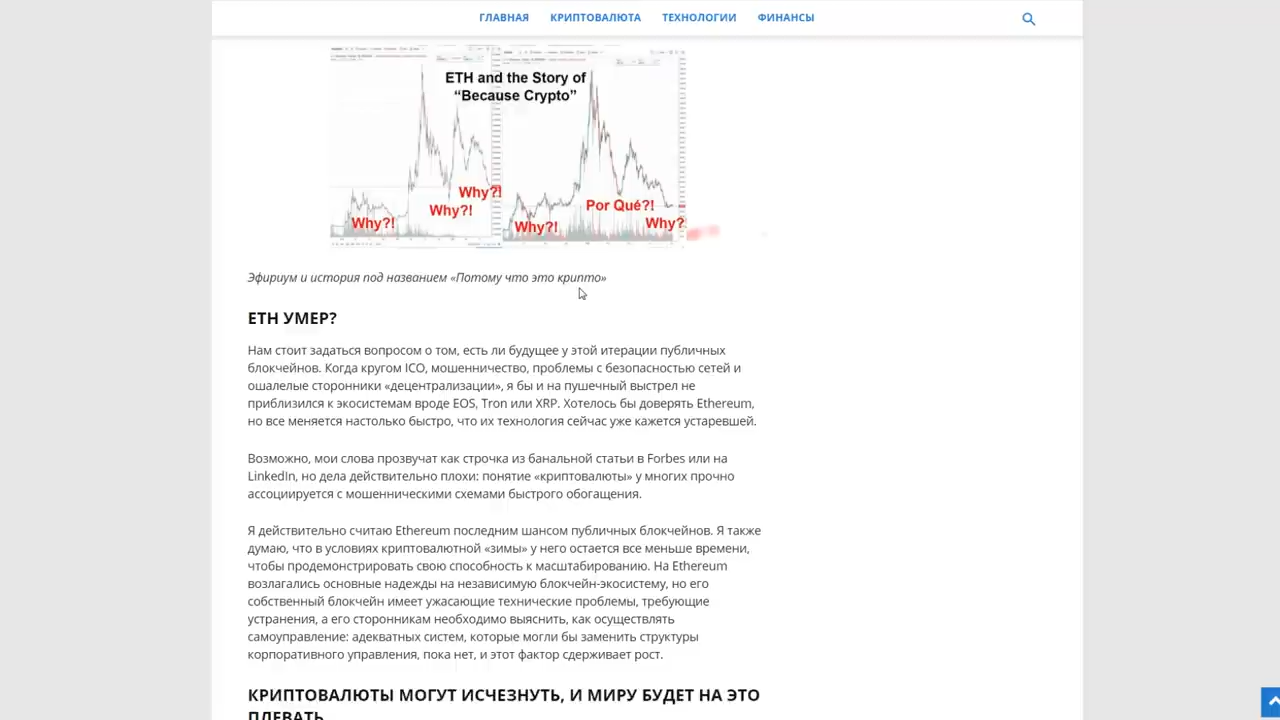 ГЛАВНАЯ КРИПТОВАЛЮТА ТЕХНОЛОГИИ ФИНАНСЫ
ETH and the Story of
“Because Crypto”
Why?!
Why?!
Why?!
Why?!
Por Qué?!
Why?
Эфириум и история под названием «Потому что это крипто»
ЕТН УМЕР?
Нам стоит задаться вопросом о том, есть ли будущее у этой итерации публичных
блокчейнов. Когда кругом ICO, мошенничество, проблемы с безопасностью сетей и
ошалелые сторонники «децентрализации», я бы и на пушечный выстрел не
приблизился к экосистемам вроде EOS, Tron или XRP. Хотелось бы доверять Ethereum,
но все меняется настолько быстро, что их технология сейчас уже кажется устаревшей.
Возможно, мои слова прозвучат как строчка из банальной статьи в Forbes или на
LinkedIn, но дела действительно плохи: понятие «криптовалюты» у многих прочно
ассоциируется с мошенническими схемами быстрого обогащения.
Я действительно считаю Ethereum последним шансом публичных блокчейнов. Я также
думаю, что в условиях криптовалютной «зимы» у него остается все меньше времени,
чтобы продемонстрировать свою способность к масштабированию. На Ethereum
возлагались основные надежды на независимую блокчейн-экосистему, но его
собственный блокчейн имеет ужасающие технические проблемы, требующие
устранения, а его сторонникам необходимо выяснить, как осуществлять
самоуправление: адекватных систем, которые могли бы заменить структуры
корпоративного управления, пока нет, и этот фактор сдерживает рост.
КРИПТОВАЛЮТЫ МОГУТ ИСЧЕЗНУТЬ, И МИРУ БУДЕТ НА ЭТО
ПЛЕВАТЬ